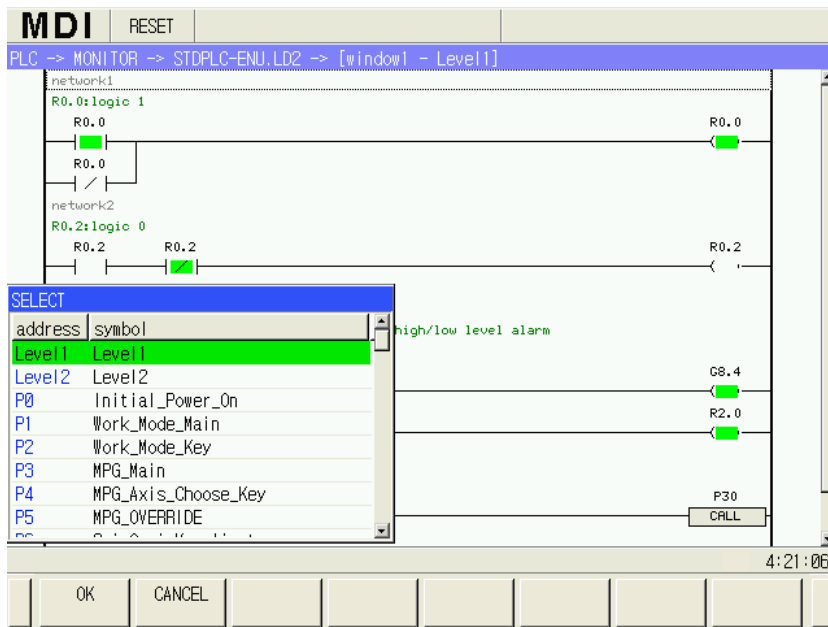 MDI RESET
PLC -> MONITOR -> STDPLC-ENU.LD2 -> [window1 - Level1]
network1
R0.0:logic 1
R0.0 R0.0
R0.0
network2
R0.2:logic 0
R0.2 R0.2 R0.2
SELECT
address symbol
high/low level alarm
Level1 Level1
Level2 Level2
G8.4
P0 Initial_Power_On
P1 Work_Mode_Main
R2.0
P2 Work_Mode_Key
P3 MPG_Main
P4 MPG_Axis_Choose_Key
P30
P5 MPG_OVERRIDE
CALL
4:21:06
OK CANCEL